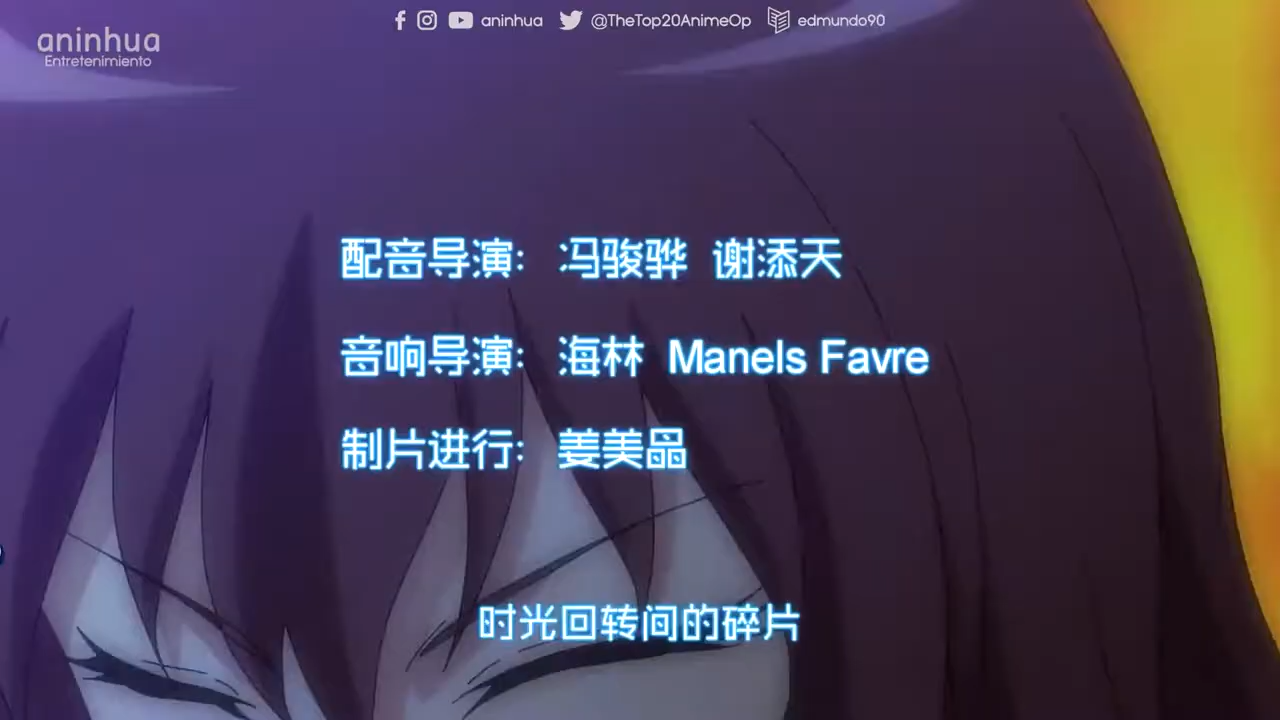 aninhua @TheTop20AnimeOp edmundo90
aninhua
Entretenimiento
配音导演: 冯骏骅 谢添天
音响导演: 海林 Manels Favre
制片进行: 姜美晶
时光回转间的碎片